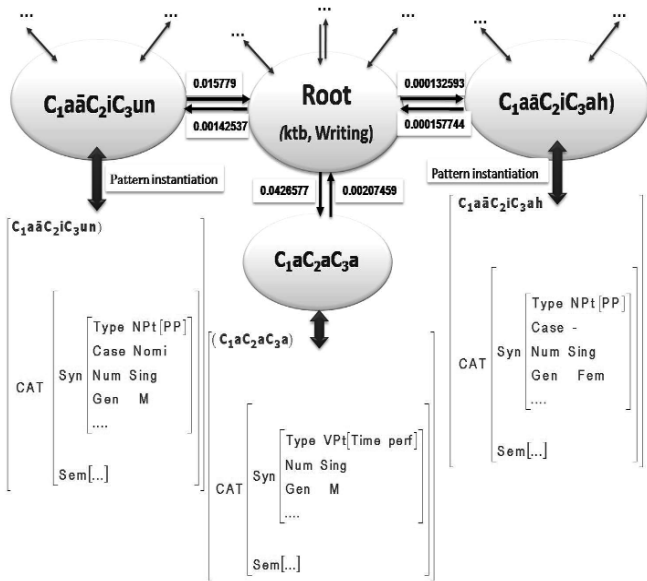 ...
...
...
...
...
...
...
0.015779
0.000132593
C₁aāC₂iC₃un
Root
(ktb, Writing)
C₁aāC₂iC₃ah)
0.00142537
0.000157744
Pattern instantiation
Pattern instantiation
0.0426577
0.00207459
C₁aāC₂iC₃un)
C₁aC₂aC₃a
C₁aāC₂iC₃ah
CAT
Syn
Type NPt[PP]
Case Nomi
Num Sing
Gen M
....
Sem[...]
(C₁aC₂aC₃a)
CAT
Syn
Type VPt[Time perf]
Num Sing
Gen M
....
Sem[...]
CAT
Syn
Type NPt[PP]
Case -
Num Sing
Gen Fem
....
Sem[...]